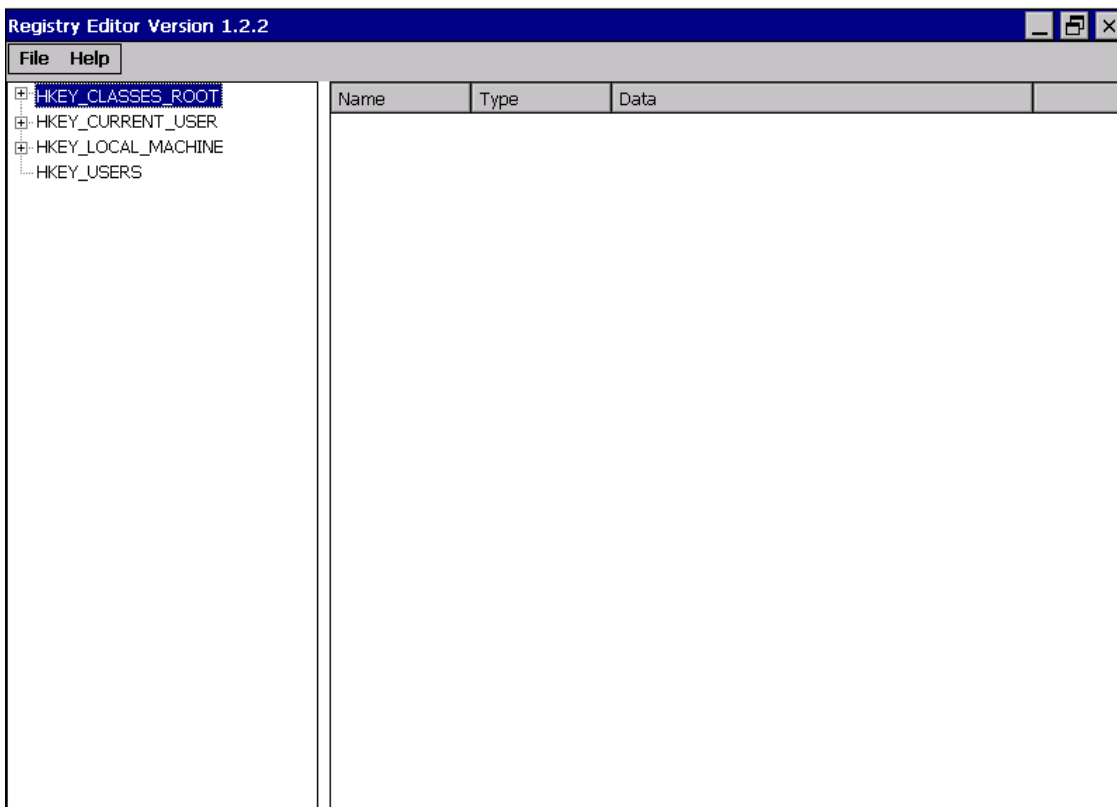 Registry Editor Version 1.2.2
File Help
HKEY_CLASSES_ROOT
HKEY_CURRENT_USER
HKEY_LOCAL_MACHINE
HKEY_USERS
Name Type Data